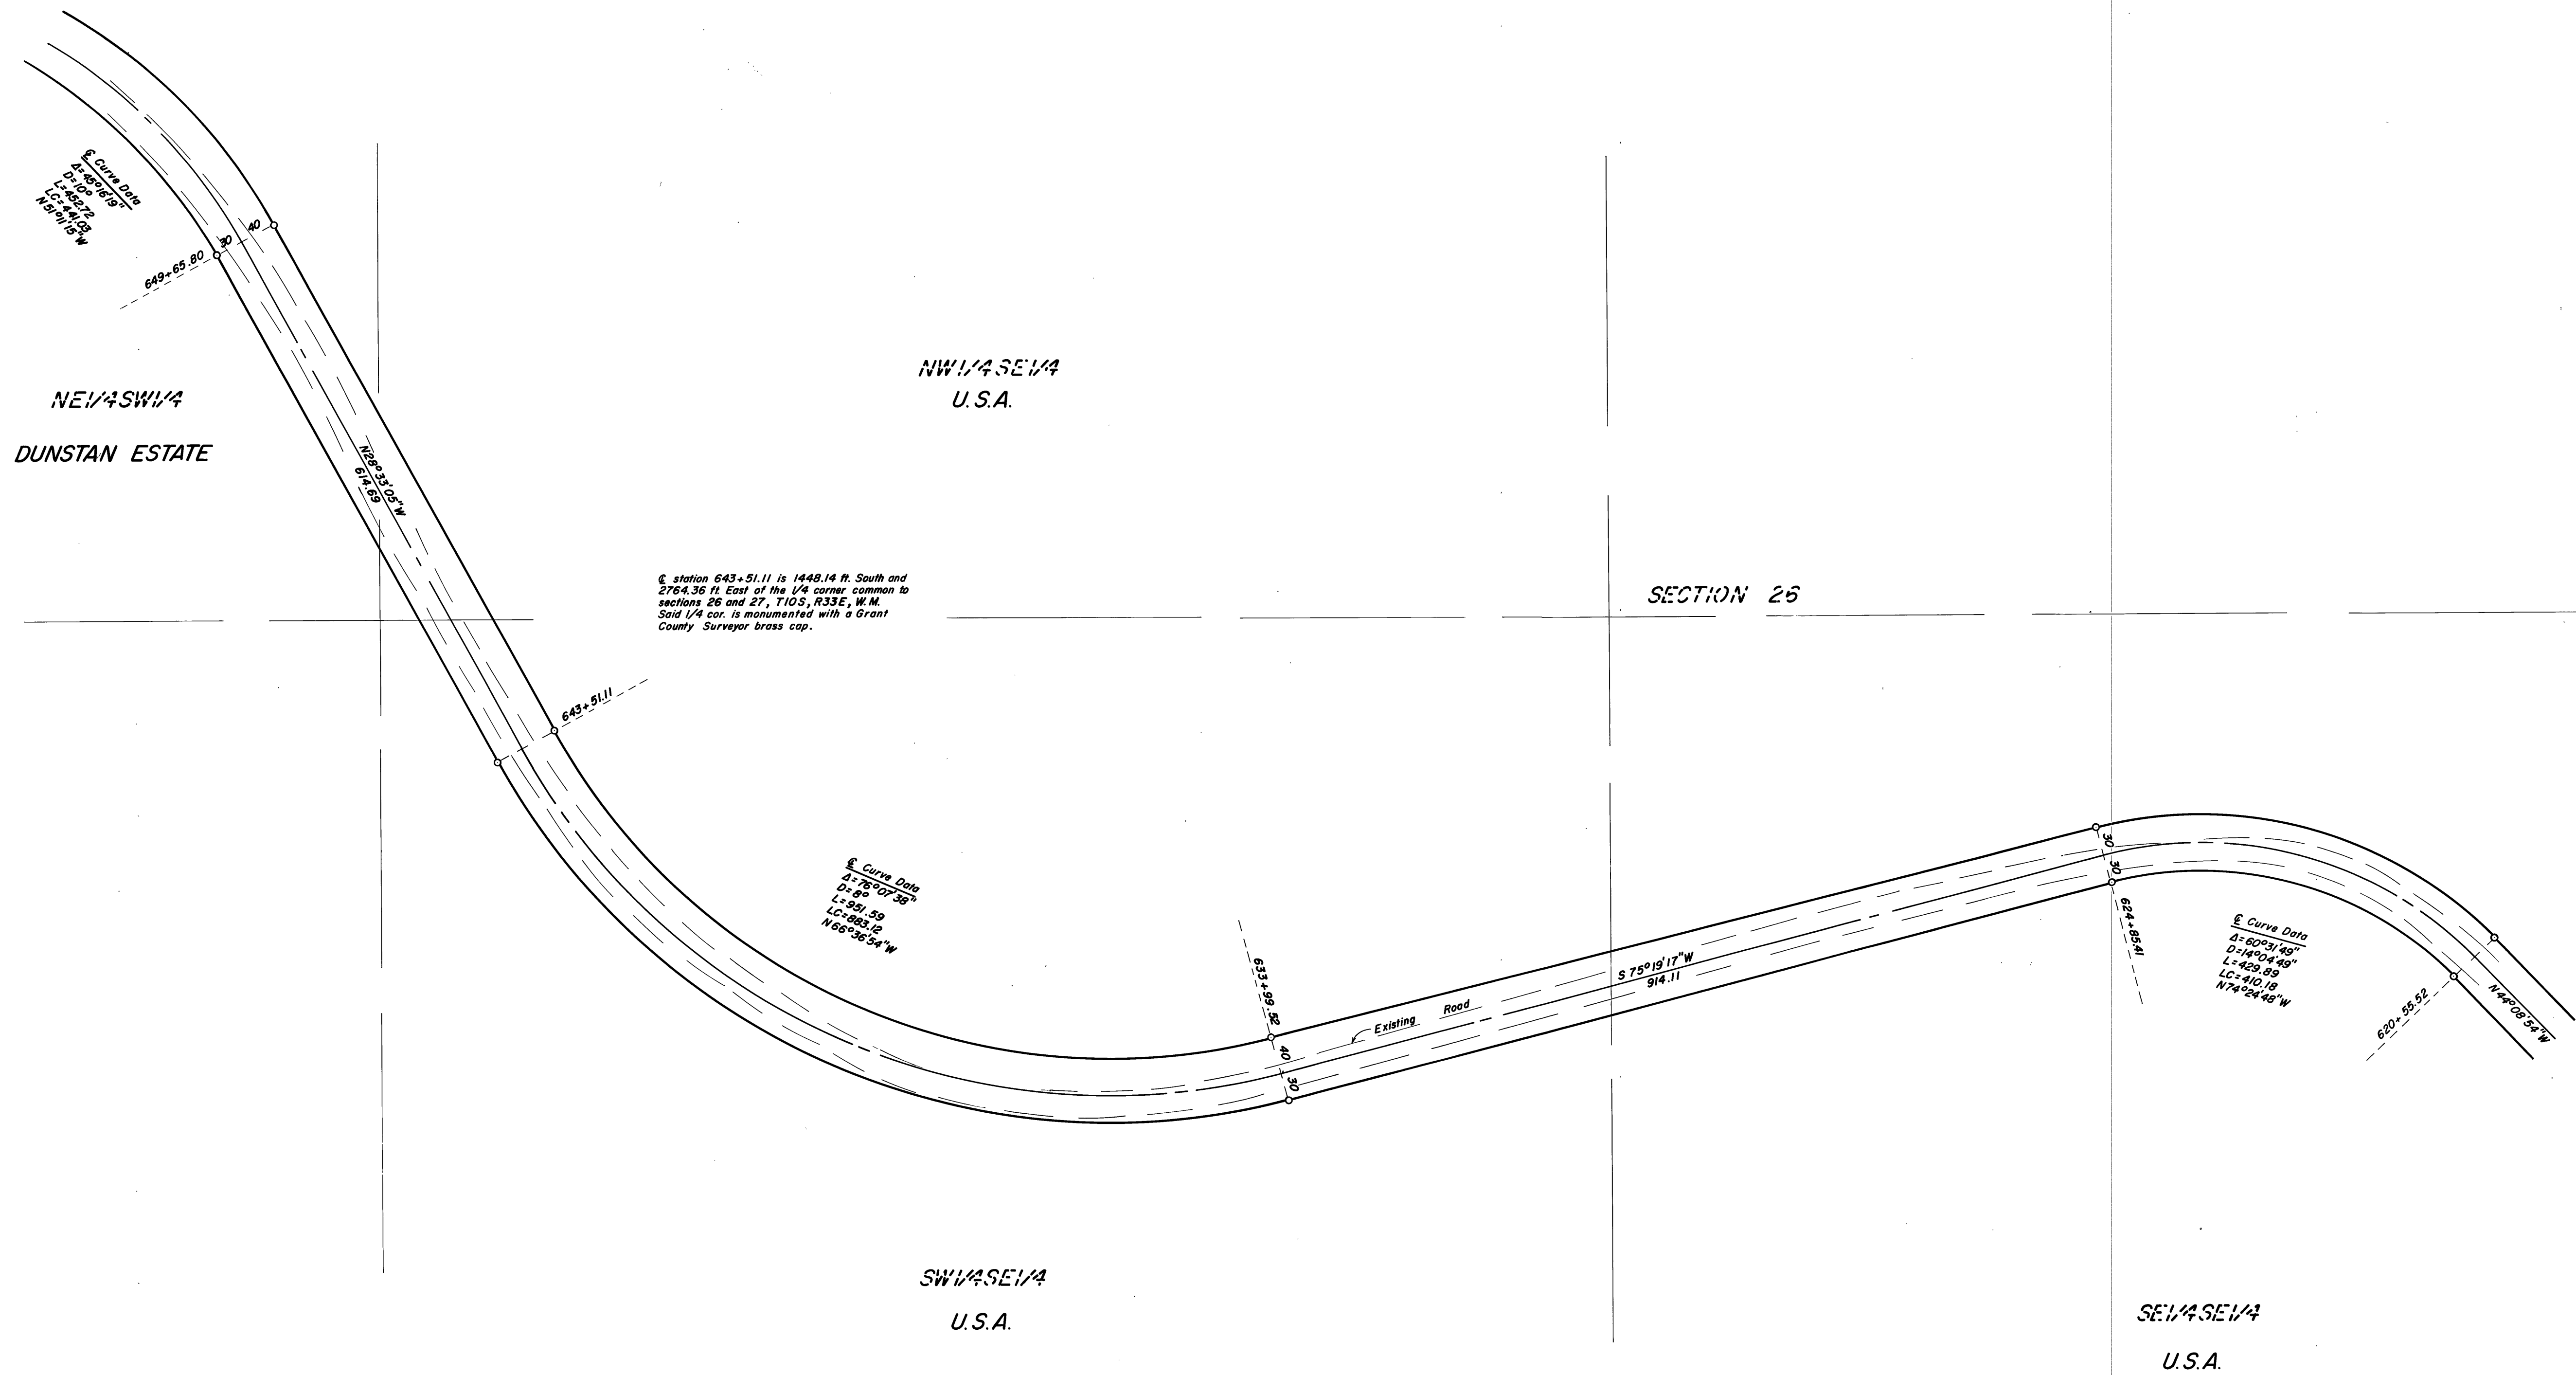 ℄ Curve Data
Δ=45°16'19"
D=10°
L=452.72
LC=441.03
N51°11'15"W
649+65.80
30
40
NE1/4SW1/4
DUNSTAN ESTATE
N28°33'05"W
614.69
NW1/4SE1/4
U.S.A.
℄ station 643+51.11 is 1448.14 ft. South and
2764.36 ft. East of the 1/4 corner common to
sections 26 and 27, T10S, R33E, W.M.
Said 1/4 cor. is monumented with a Grant
County Surveyor brass cap.
SECTION 26
643+51.11
℄ Curve Data
Δ=76°07'38"
D=8°
L=951.59
LC=883.12
N66°36'54"W
633+99.52
40
30
Existing Road
S 75°19'17"W
914.11
30
30
624+85.41
℄ Curve Data
Δ=60°31'49"
D=14°04'49"
L=429.89
LC=410.18
N74°24'48"W
620+55.52
N44°08'54"W
SW1/4SE1/4
U.S.A.
SE1/4SE1/4
U.S.A.